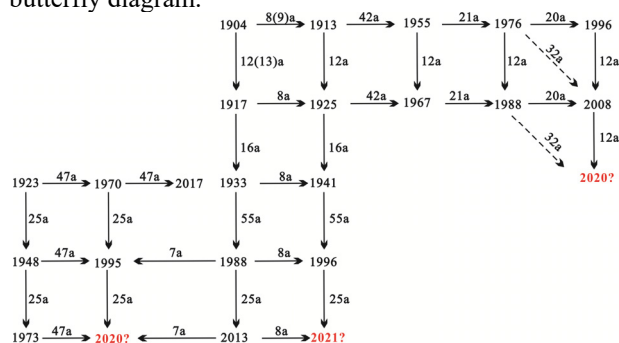 butterfly diagram.
1904 8(9)a 1913 42a 1955 21a 1976 20a 1996
12(13)a 12a 12a 12a 32a 12a
1917 8a 1925 42a 1967 21a 1988 20a 2008
16a 16a 32a 12a
1923 47a 1970 47a 2017 1933 8a 1941 2020?
25a 25a 55a 55a
1948 47a 1995 7a 1988 8a 1996
25a 25a 25a 25a
1973 47a 2020? 7a 2013 8a 2021?